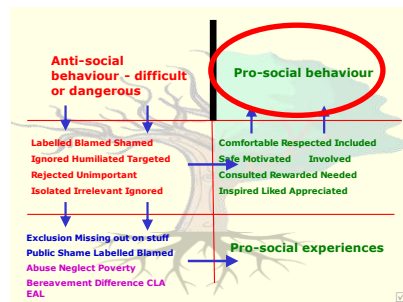 Anti-social
behaviour - difficult
or dangerous
Pro-social behaviour
Labelled Blamed Shamed
Ignored Humiliated Targeted
Rejected Unimportant
Isolated Irrelevant Ignored
Comfortable Respected Included
Safe Motivated Involved
Consulted Rewarded Needed
Inspired Liked Appreciated
Exclusion Missing out on stuff
Public Shame Labelled Blamed
Abuse Neglect Poverty
Bereavement Difference CLA
EAL
Pro-social experiences